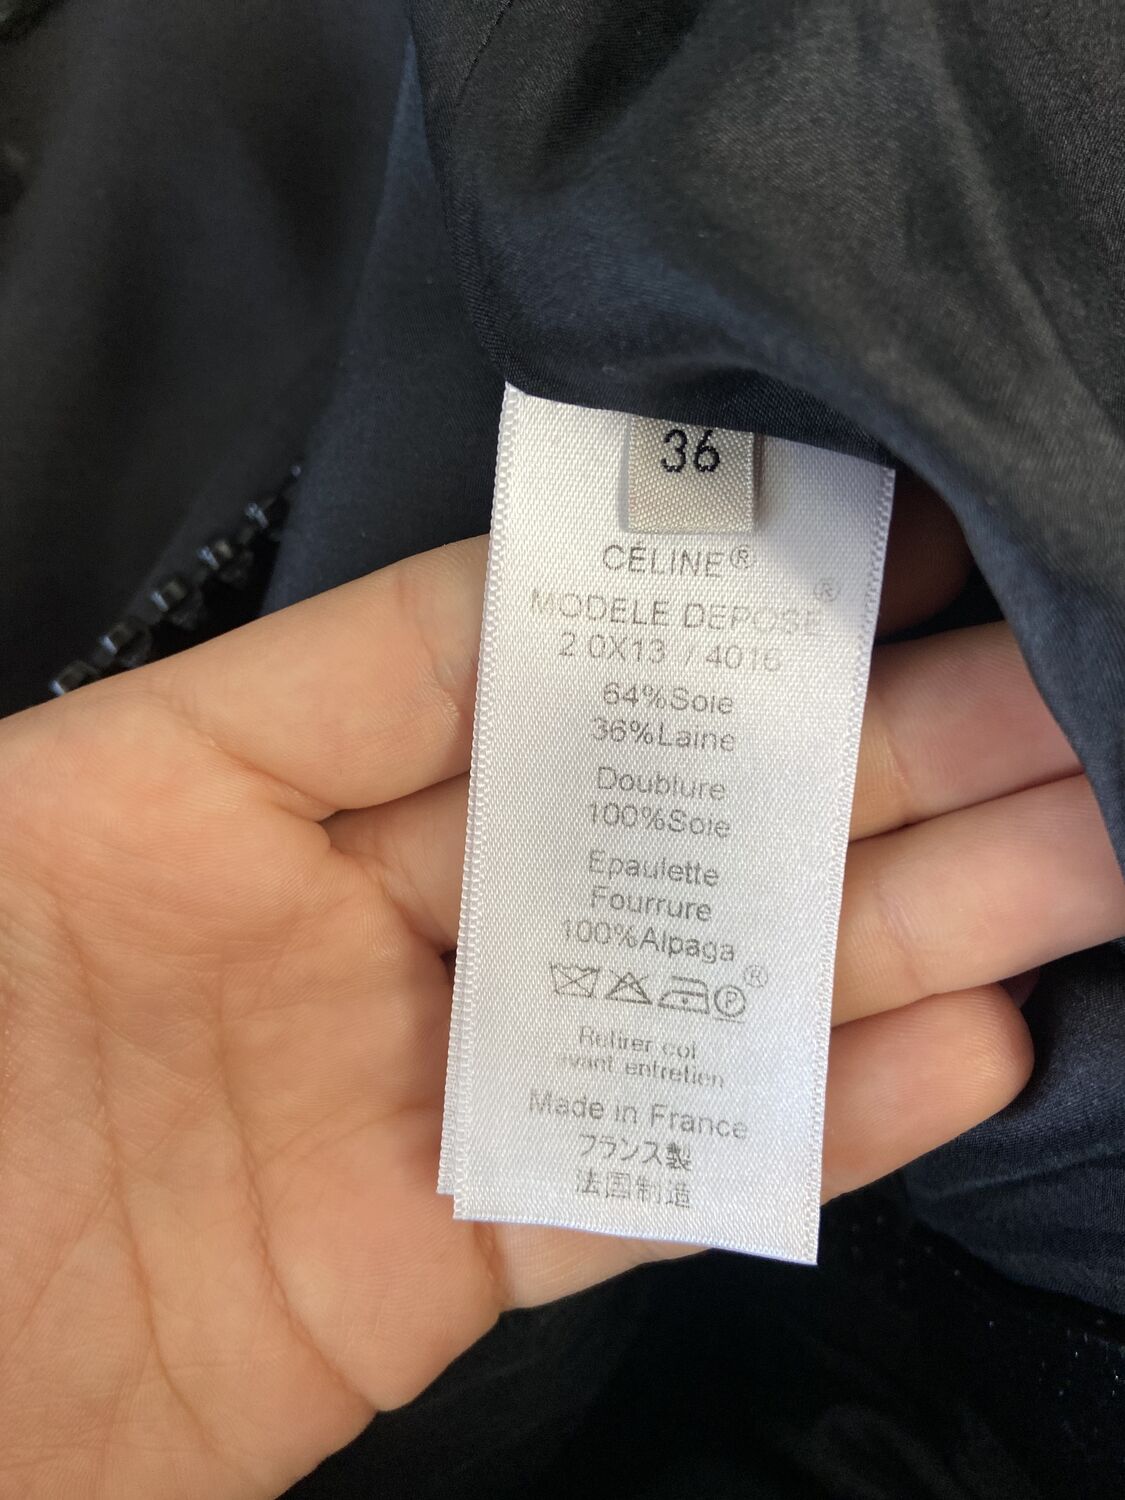 36
CÉLINE®
MODELE DEPOSE®
2 0X13 / 4016
64%Soie
36%Laine
Doublure
100%Soie
Epaulette
Fourrure
100%Alpaga
P ®
Retirer col
avant entretien
Made in France
フランス製
法国制造